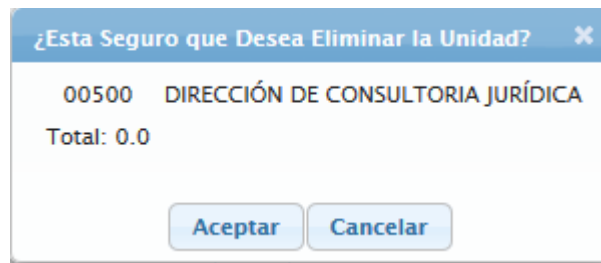 ¿Esta Seguro que Desea Eliminar la Unidad?
00500 DIRECCIÓN DE CONSULTORIA JURÍDICA
Total: 0.0
Aceptar Cancelar